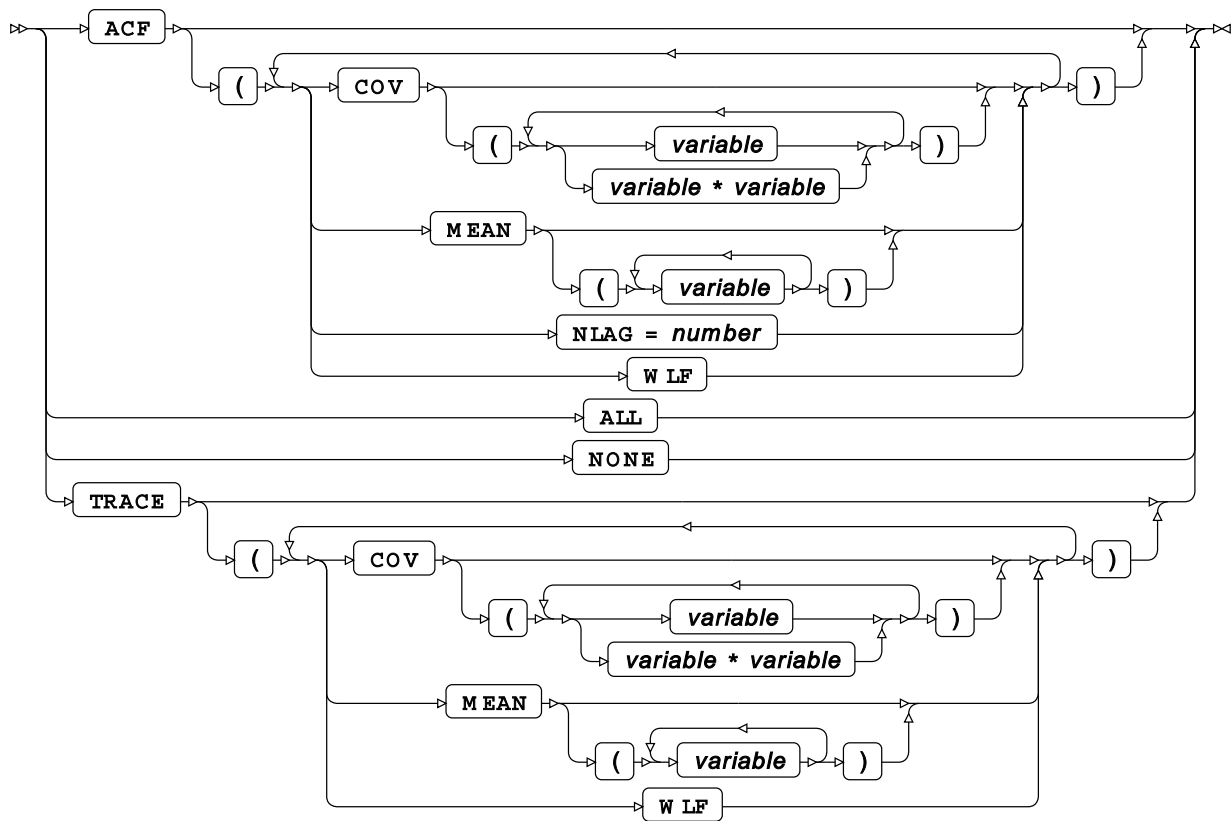 ACF
( COV )
( variable )
variable * variable
MEAN
( variable )
NLAG = number
WLF
ALL
NONE
TRACE
( COV )
( variable )
variable * variable
MEAN
( variable )
WLF